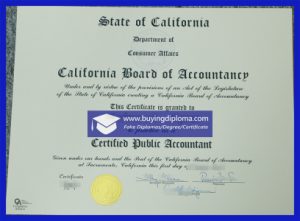 State of California
Department of
Consumer Affairs
California Board of Accountancy
Under and by virtue of the provisions of an Act of the Legislature
of the State of California creating a California Board of Accountancy
This Certificate is granted to
www.buyingdiploma.com
Fake Diplomas/Degree/Certificate
Certified Public Accountant
Given under our hands and the Seal of the California Board of Accountancy
at Sacramento, California this first day
Certificate